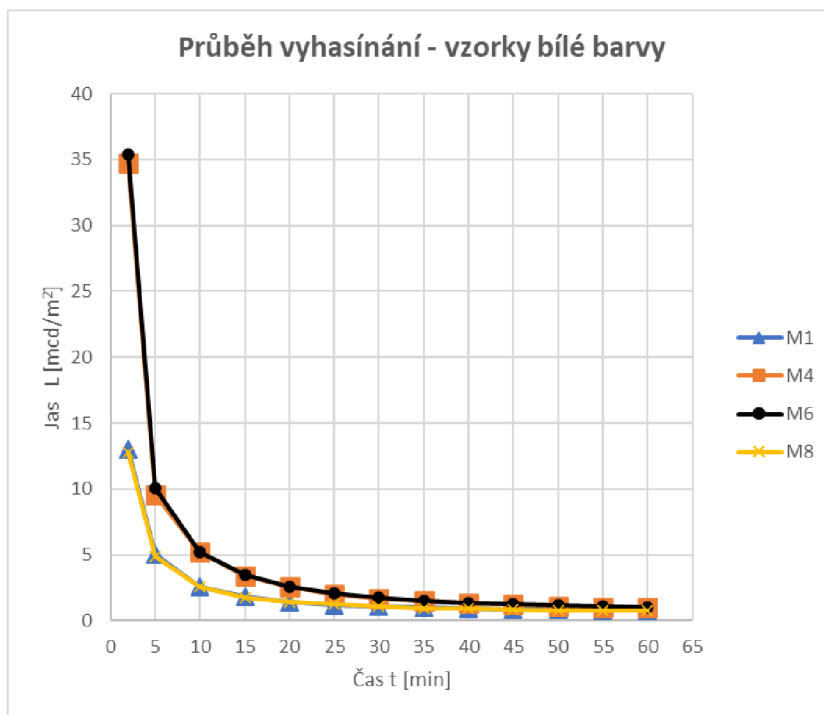 Průběh vyhasínání - vzorky bílé barvy
40
35
30
25
20
15
10
5
0
Jas L [mcd/m²]
0 5 10 15 20 25 30 35 40 45 50 55 60 65
Čas t [min]
M1
M4
M6
M8